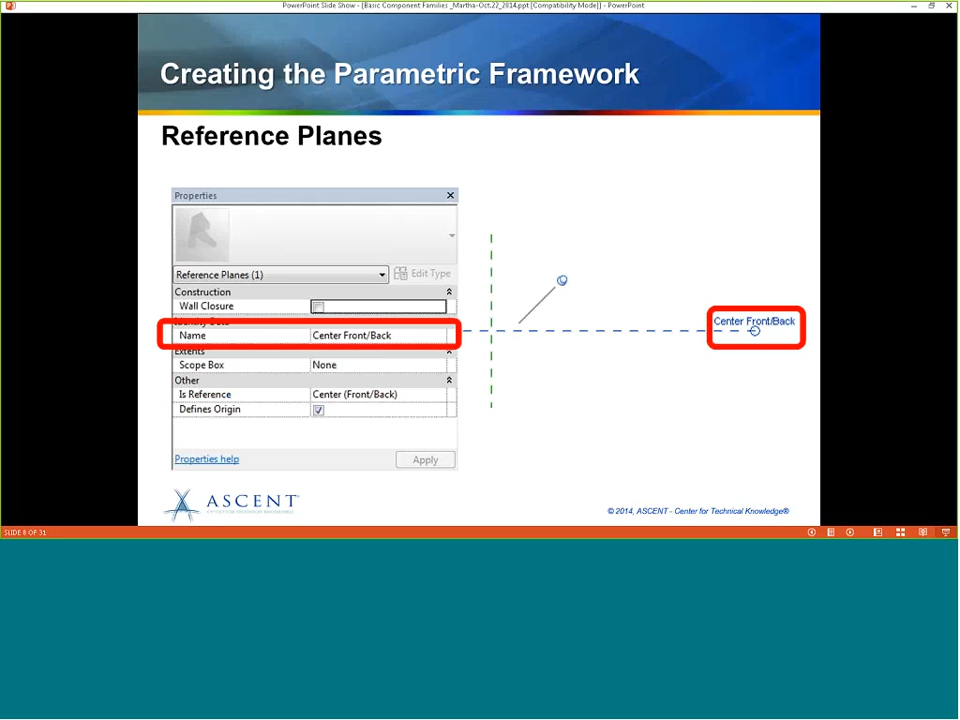 PowerPoint Slide Show - [Basic Component Families _Martha-Oct.22_2014.ppt [Compatibility Mode]] - PowerPoint
Creating the Parametric Framework
Reference Planes
Properties
Reference Planes (1)
Edit Type
Construction
Wall Closure
Identity Data
Name Center Front/Back
Center Front/Back
Extents
Scope Box None
Other
Is Reference Center (Front/Back)
Defines Origin
Properties help
Apply
ASCENT
© 2014, ASCENT - Center for Technical Knowledge®
SLIDE 8 OF 31